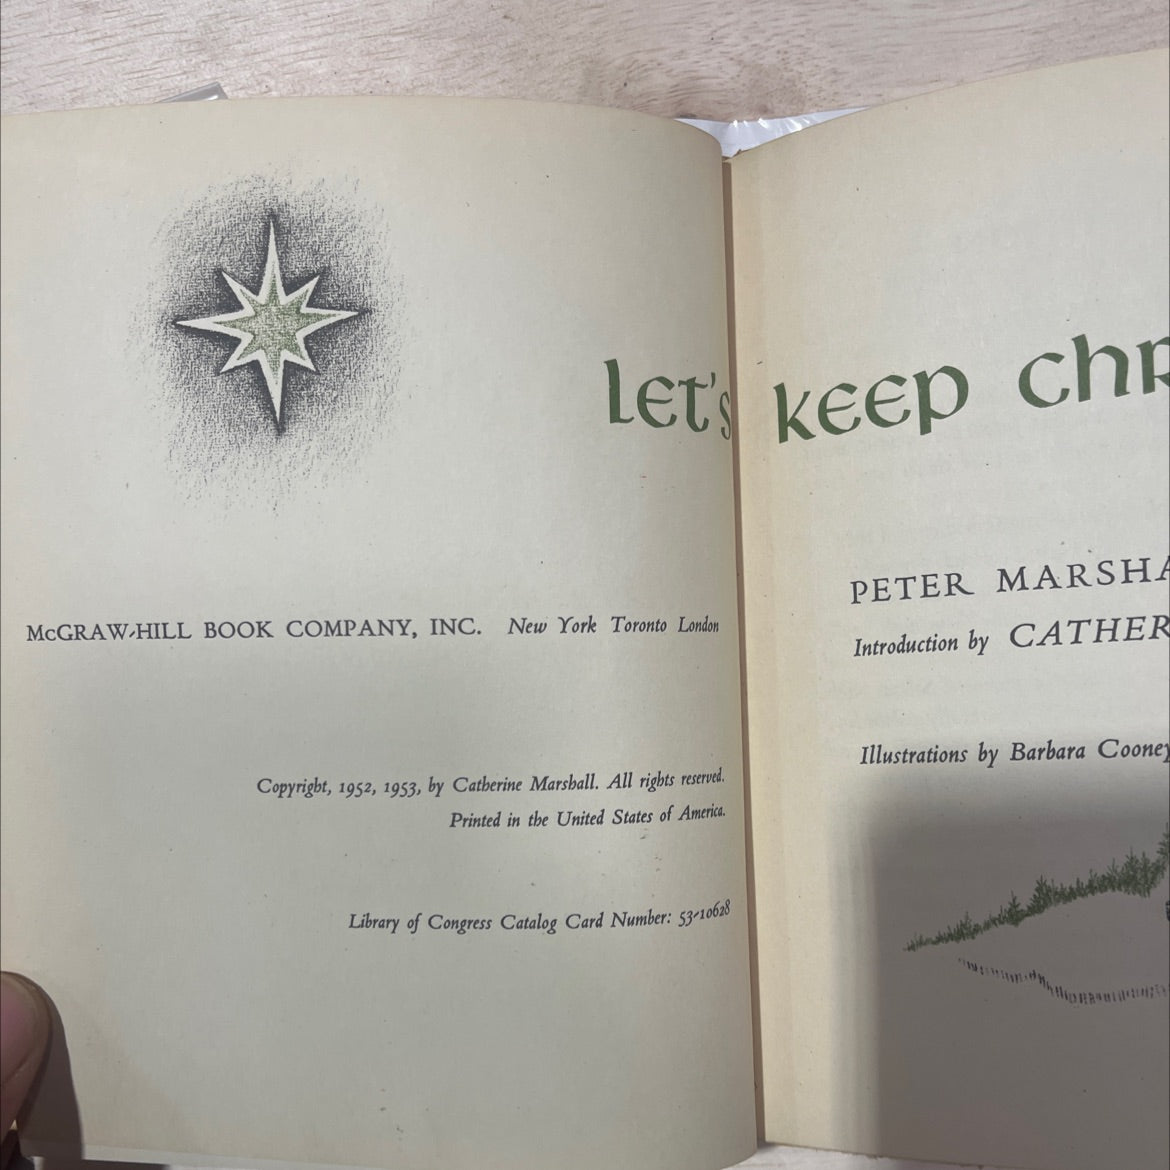 LET's KEEP Chr
PETER MARSHA
Introduction by CATHER
Illustrations by Barbara Cooney
McGRAW-HILL BOOK COMPANY, INC. New York Toronto London
Copyright, 1952, 1953, by Catherine Marshall. All rights reserved.
Printed in the United States of America.
Library of Congress Catalog Card Number: 53-10628